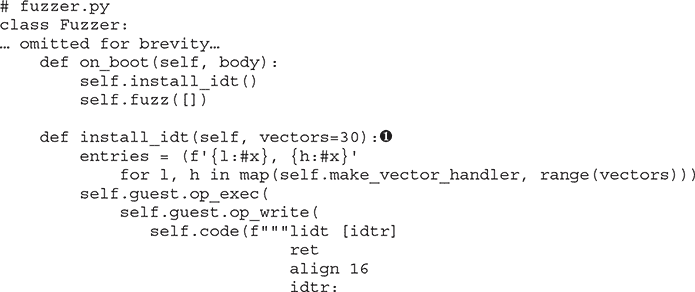 # fuzzer.py
class Fuzzer:
… omitted for brevity…
    def on_boot(self, body):
        self.install_idt()
        self.fuzz([])

    def install_idt(self, vectors=30):❶
        entries = (f'{l:#x}, {h:#x}'
            for l, h in map(self.make_vector_handler, range(vectors)))
        self.guest.op_exec(
            self.guest.op_write(
               self.code(f"""lidt [idtr]
                             ret
                             align 16
                             idtr: